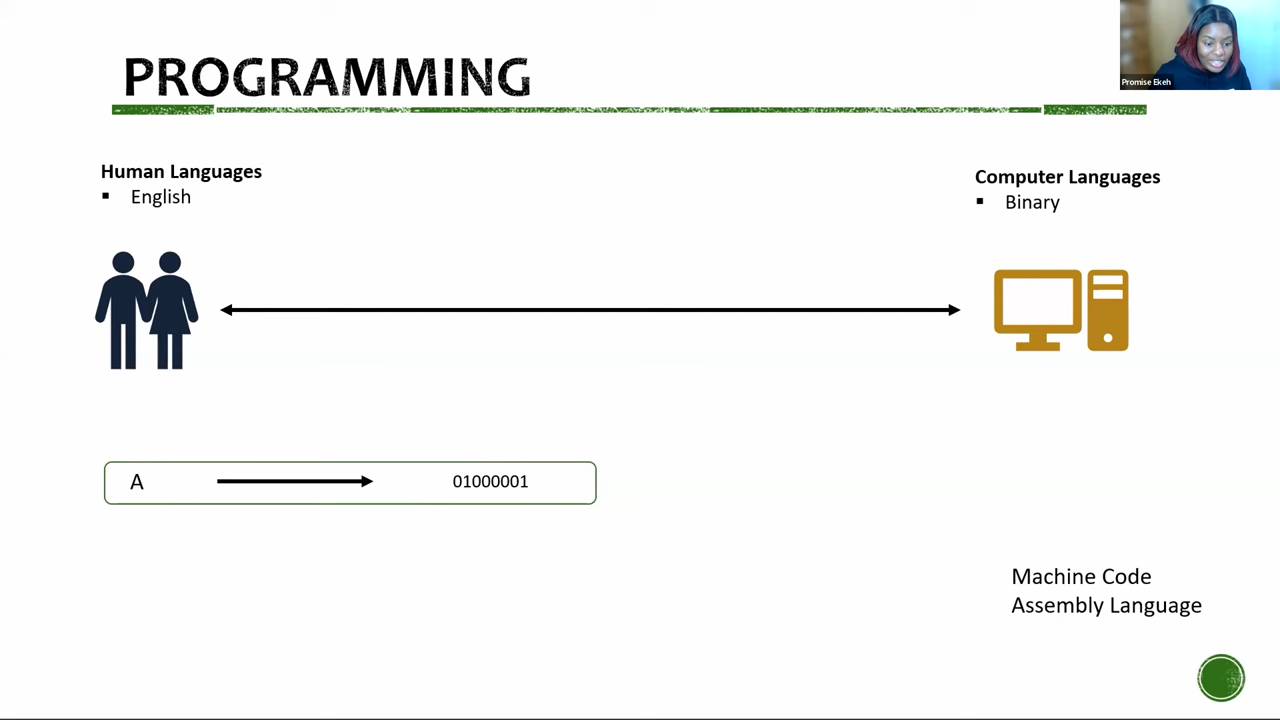 PROGRAMMING
Promise Ekeh
Human Languages
▪ English
Computer Languages
▪ Binary
A 01000001
Machine Code
Assembly Language